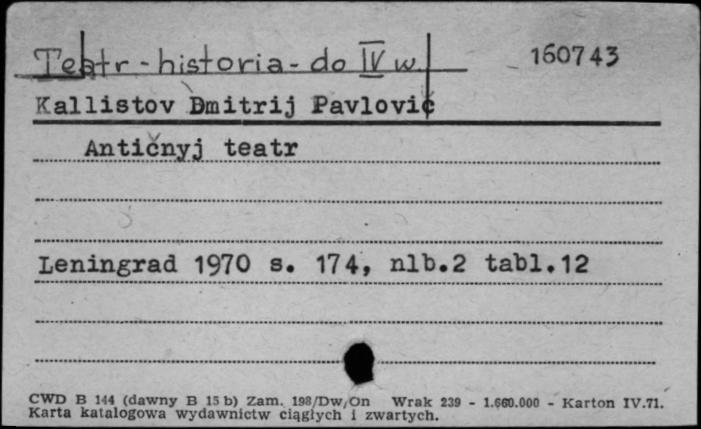 Teatr - historia - do IV w. 160743
Kallistov Dmitrij Pavlovič
Antičnyj teatr
Leningrad 1970 s. 174, nlb.2 tabl.12
CWD B 144 (dawny B 15 b) Zam. 198/Dw/On Wrak 239 - 1.660.000 - Karton IV.71.
Karta katalogowa wydawnictw ciągłych i zwartych.